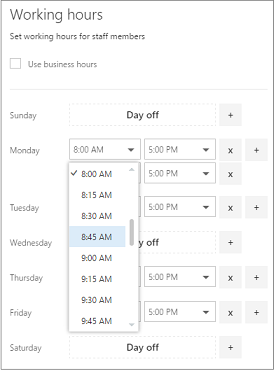 Working hours
Set working hours for staff members
Use business hours
Sunday Day off +
Monday 8:00 AM 5:00 PM x +
8:00 AM 5:00 PM x
8:15 AM
Tuesday 8:30 AM 5:00 PM x +
8:45 AM
Wednesday y off +
9:00 AM
Thursday 9:15 AM 5:00 PM x +
9:30 AM
Friday 9:45 AM 5:00 PM x +
Saturday Day off +